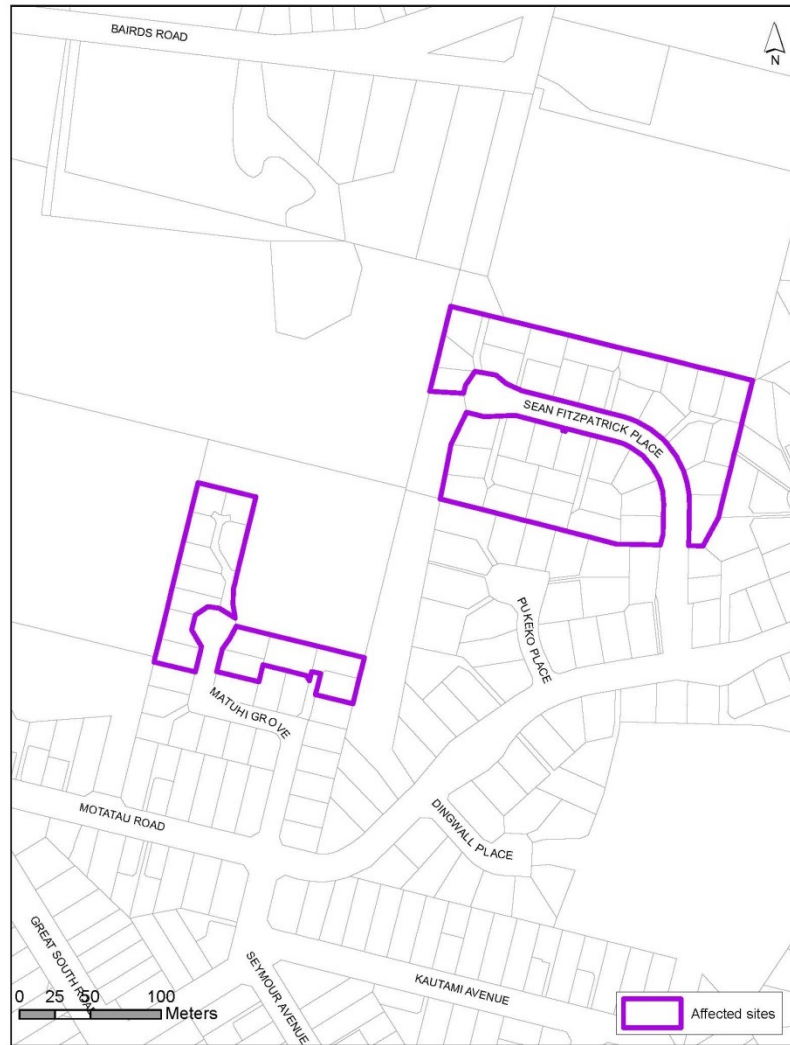 BAIRDS ROAD
N
SEAN FITZPATRICK PLACE
PUKEKO PLACE
MATUHI GROVE
MOTATAU ROAD
DINGWALL PLACE
GREAT SOUTH ROAD
SEYMOUR AVENUE
KAUTAMI AVENUE
0 25 50 100
Meters
Affected sites